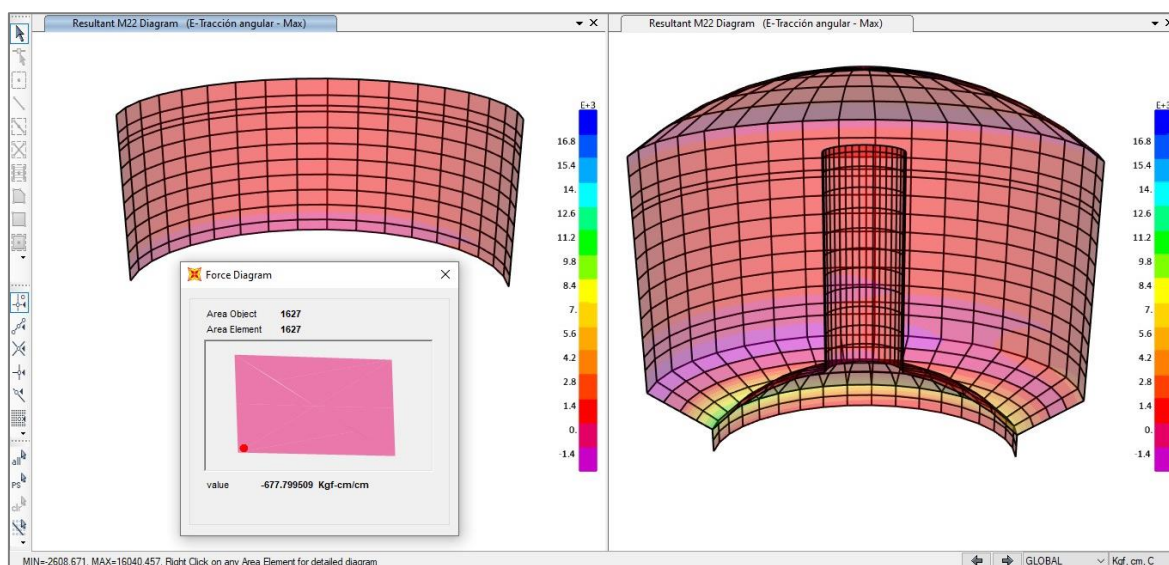 Resultant M22 Diagram (E-Tracción angular - Max)
Resultant M22 Diagram (E-Tracción angular - Max)
E+3
16.8
15.4
14.
12.6
11.2
9.8
8.4
7.
5.6
4.2
2.8
1.4
0.
-1.4
E+3
16.8
15.4
14.
12.6
11.2
9.8
8.4
7.
5.6
4.2
2.8
1.4
0.
-1.4
Force Diagram
Area Object 1627
Area Element 1627
value -677.799509 Kgf-cm/cm
all
PS
clr
MIN=-2608.671, MAX=16040.457, Right Click on any Area Element for detailed diagram
GLOBAL
Kgf, cm, C